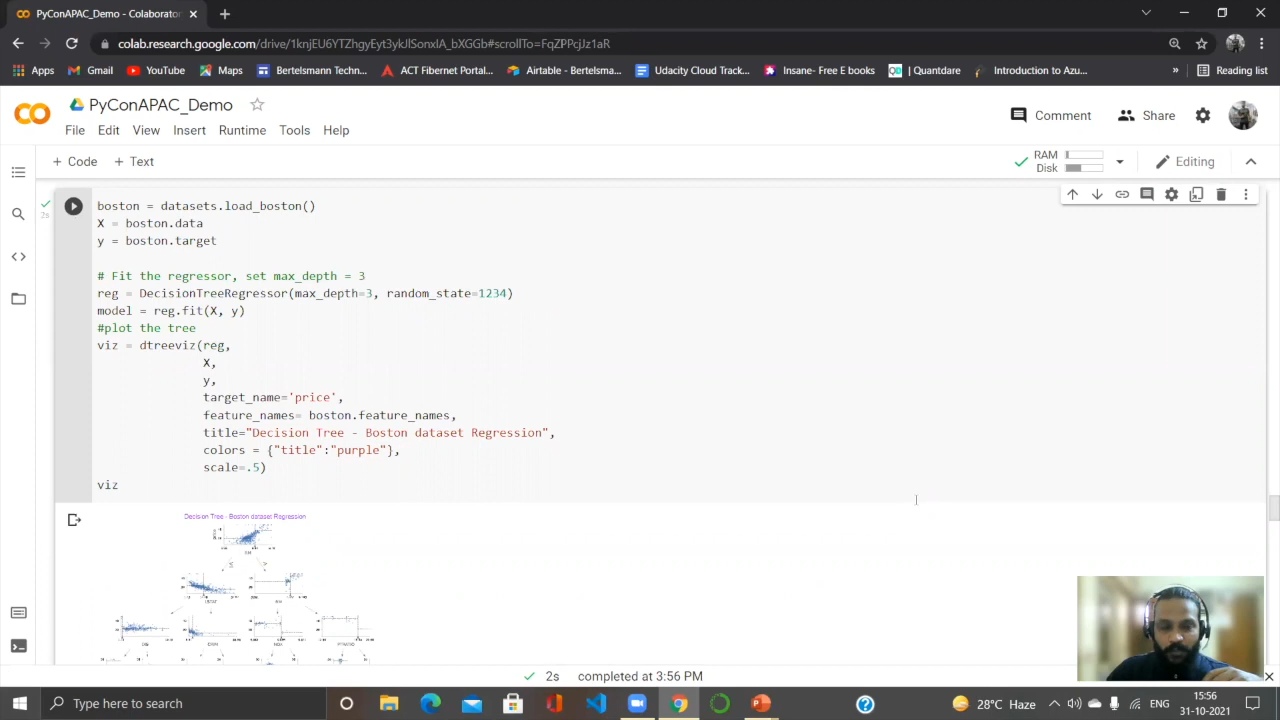 PyConAPAC_Demo - Colaborator
colab.research.google.com/drive/1knjEU6YTZhgyEyt3ykJlSonxIA_bXGGb#scrollTo=FqZPPcjJz1aR
Apps Gmail YouTube Maps Bertelsmann Techn... ACT Fibernet Portal... Airtable - Bertelsma... Udacity Cloud Track... Insane- Free E books | Quantdare Introduction to Azu... » Reading list
PyConAPAC_Demo
Comment Share
File Edit View Insert Runtime Tools Help
+ Code + Text
RAM
Disk
Editing
2s
boston = datasets.load_boston()
X = boston.data
y = boston.target
# Fit the regressor, set max_depth = 3
reg = DecisionTreeRegressor(max_depth=3, random_state=1234)
model = reg.fit(X, y)
#plot the tree
viz = dtreeviz(reg,
X,
y,
target_name='price',
feature_names= boston.feature_names,
title="Decision Tree - Boston dataset Regression",
colors = {"title":"purple"},
scale=.5)
viz
Decision Tree - Boston dataset Regression
2s completed at 3:56 PM
Type here to search
28°C Haze
ENG
15:56
31-10-2021